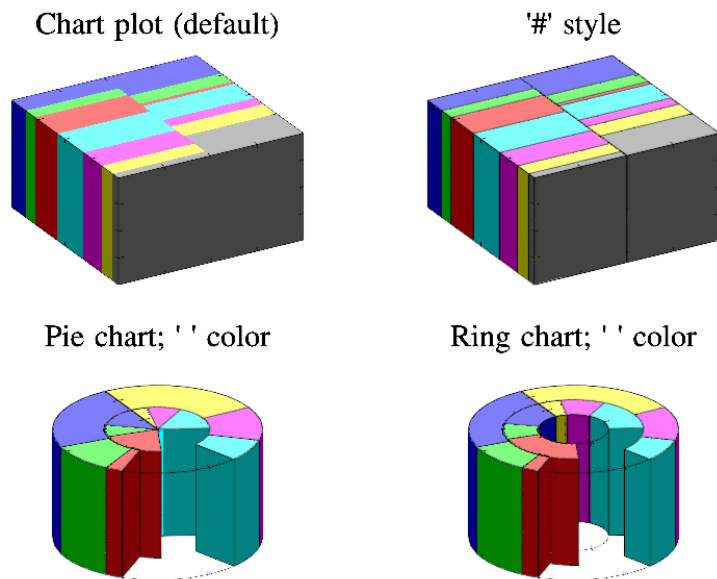 Chart plot (default)
'#' style
Pie chart; ' ' color
Ring chart; ' ' color